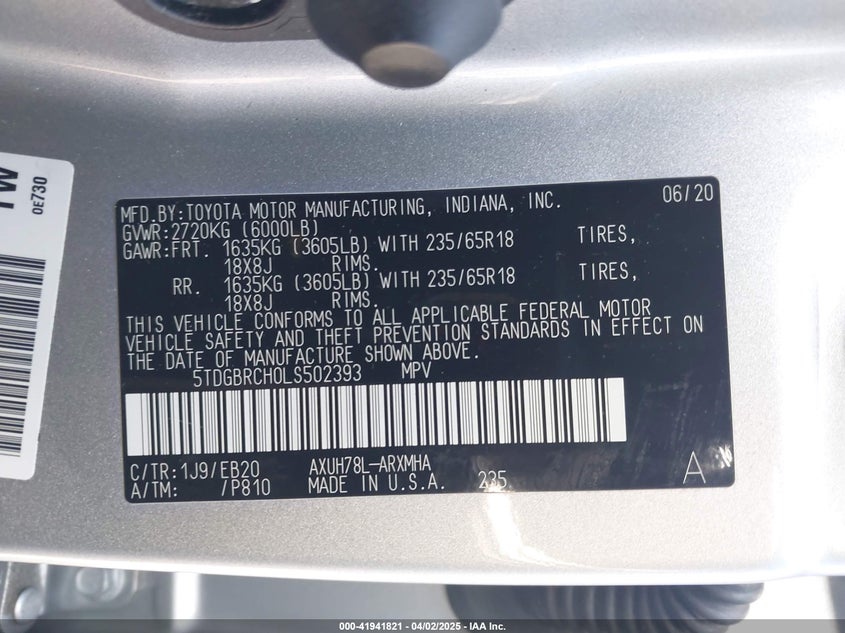 MFD.BY:TOYOTA MOTOR MANUFACTURING, INDIANA, INC. 06/20
GVWR:2720KG (6000LB)
GAWR:FRT. 1635KG (3605LB) WITH 235/65R18 TIRES,
18X8J RIMS.
RR. 1635KG (3605LB) WITH 235/65R18 TIRES,
18X8J RIMS.
THIS VEHICLE CONFORMS TO ALL APPLICABLE FEDERAL MOTOR
VEHICLE SAFETY AND THEFT PREVENTION STANDARDS IN EFFECT ON
THE DATE OF MANUFACTURE SHOWN ABOVE.
5TDGBRCH0LS502393 MPV
C/TR:1J9/EB20 AXUH78L-ARXMHA
A/TM: /P810 MADE IN U.S.A. 235 A
0E730
000-41941821 - 04/02/2025 - IAA Inc.